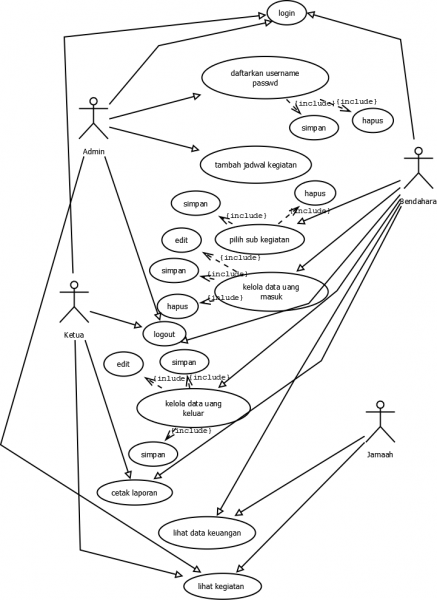 login
daftarkan username
passwd
{include}
{include}
simpan
hapus
Admin
tambah jadwal kegiatan
Bendahara
hapus
simpan
{include}
{include}
edit
pilih sub kegiatan
{include}
simpan
{include}
kelola data uang
masuk
hapus
{inlude}
logout
Ketua
simpan
edit
{inlude}
{include}
kelola data uang
keluar
{include}
simpan
Jamaah
cetak laporan
lihat data keuangan
lihat kegiatan